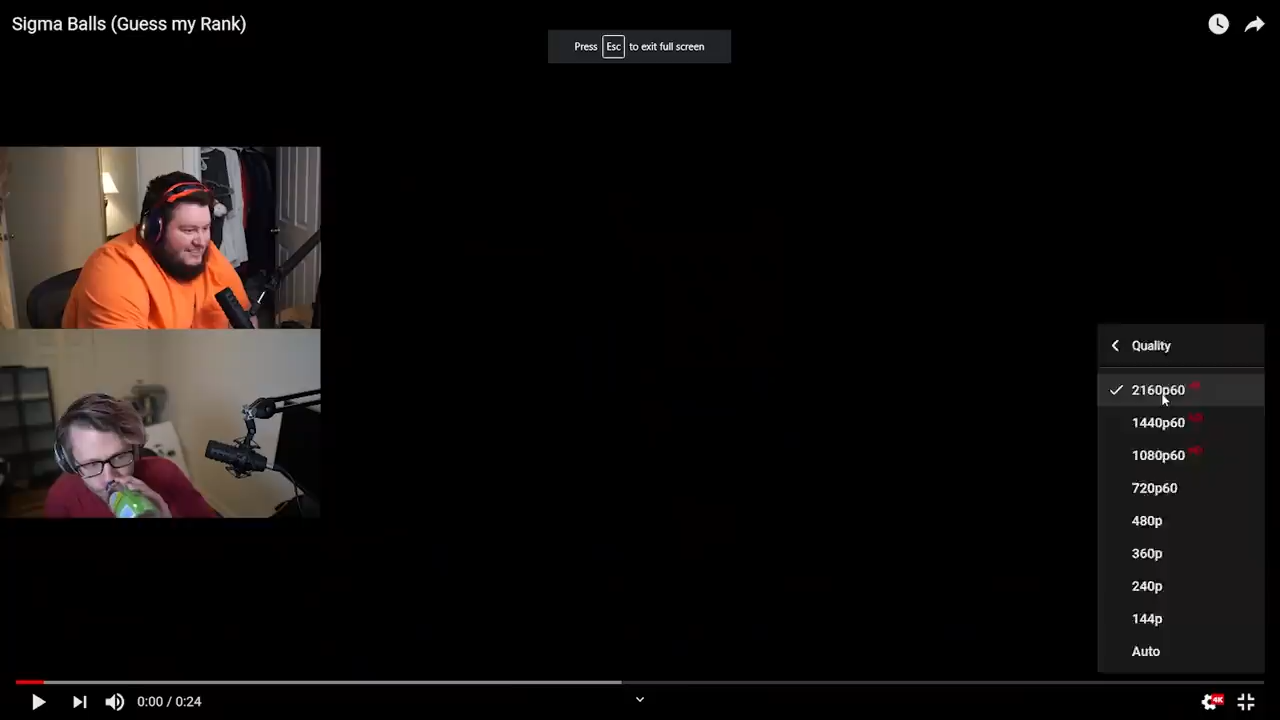 Sigma Balls (Guess my Rank)
Press Esc to exit full screen
Quality
2160p60
1440p60
1080p60
720p60
480p
360p
240p
144p
Auto
0:00 / 0:24
4K